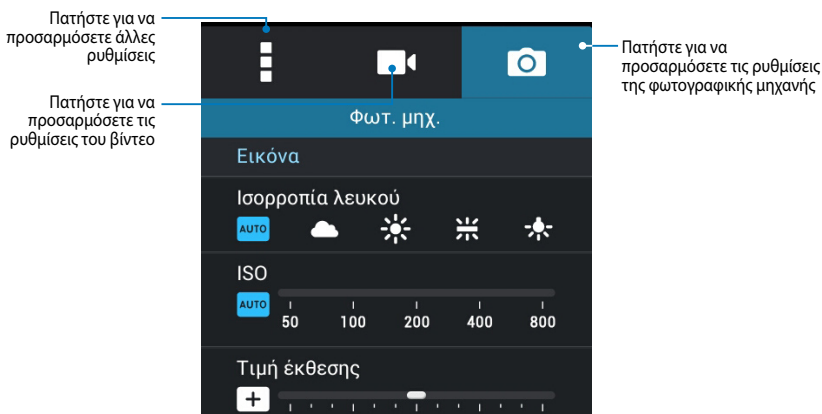 Πατήστε για να
προσαρμόσετε άλλες
ρυθμίσεις
Πατήστε για να
προσαρμόσετε τις
ρυθμίσεις του βίντεο
Πατήστε για να
προσαρμόσετε τις ρυθμίσεις
της φωτογραφικής μηχανής
Φωτ. μηχ.
Εικόνα
Ισορροπία λευκού
AUTO
ISO
AUTO
50 100 200 400 800
Τιμή έκθεσης
+